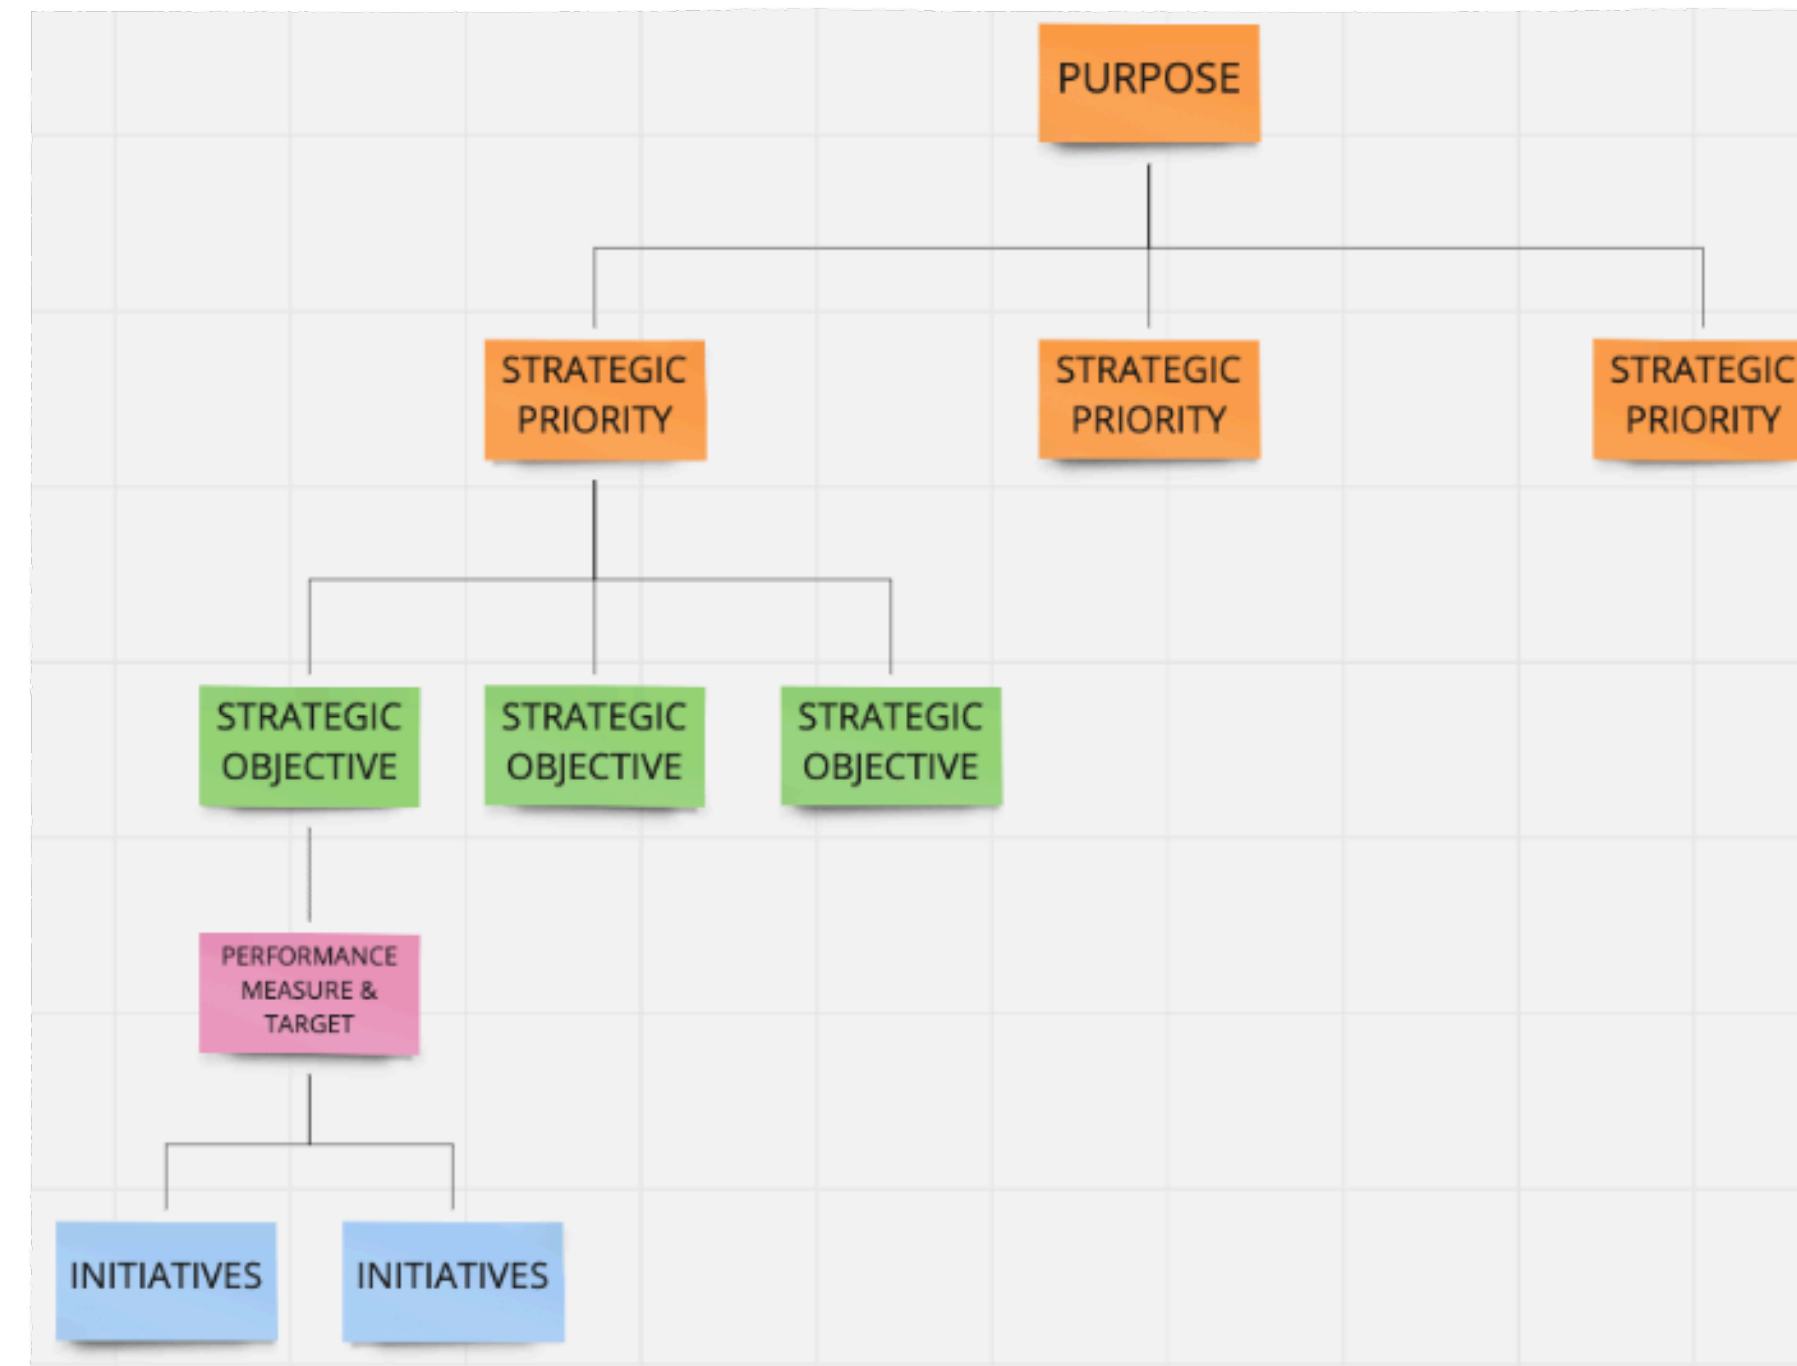 PURPOSE
STRATEGIC
PRIORITY
STRATEGIC
PRIORITY
STRATEGIC
PRIORITY
STRATEGIC
OBJECTIVE
STRATEGIC
OBJECTIVE
STRATEGIC
OBJECTIVE
PERFORMANCE
MEASURE &
TARGET
INITIATIVES
INITIATIVES